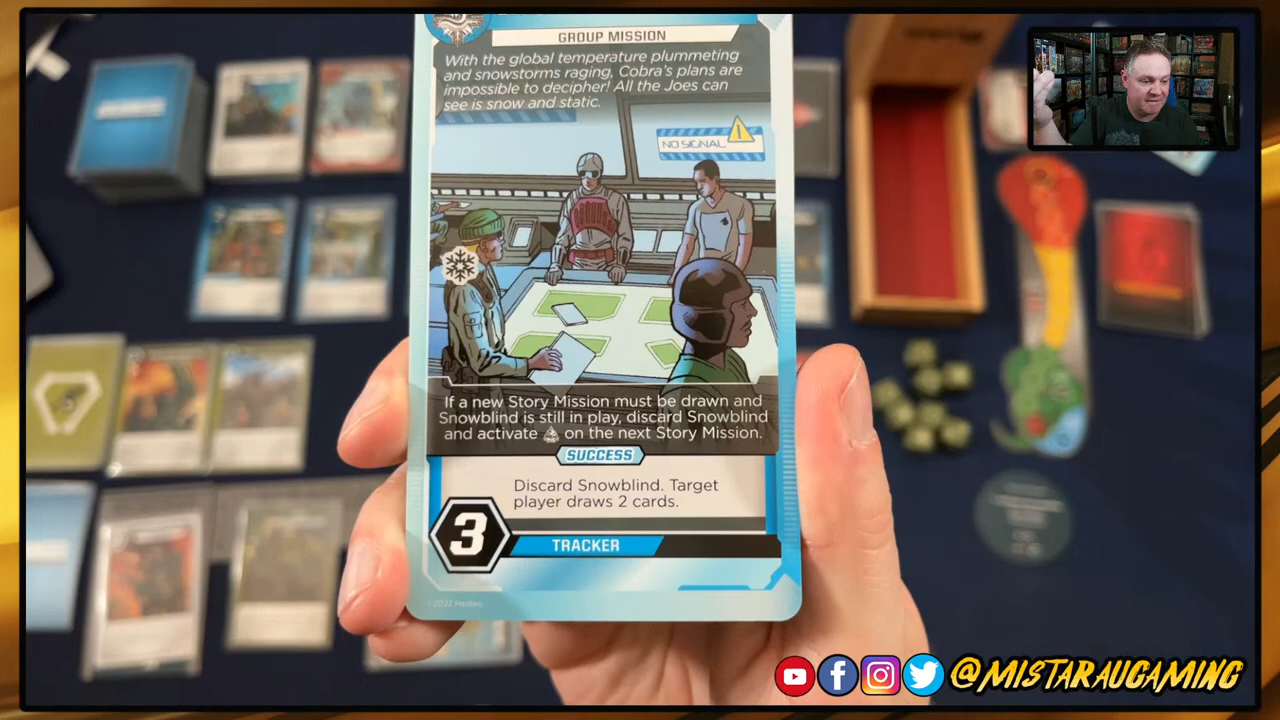 GROUP MISSION
With the global temperature plummeting
and snowstorms raging, Cobra's plans are
impossible to decipher! All the Joes can
see is snow and static.
NO SIGNAL
If a new Story Mission must be drawn and
Snowblind is still in play, discard Snowblind
and activate on the next Story Mission.
SUCCESS
Discard Snowblind. Target
player draws 2 cards.
3
TRACKER
©2022 Hasbro
@MISTARAUGAMING